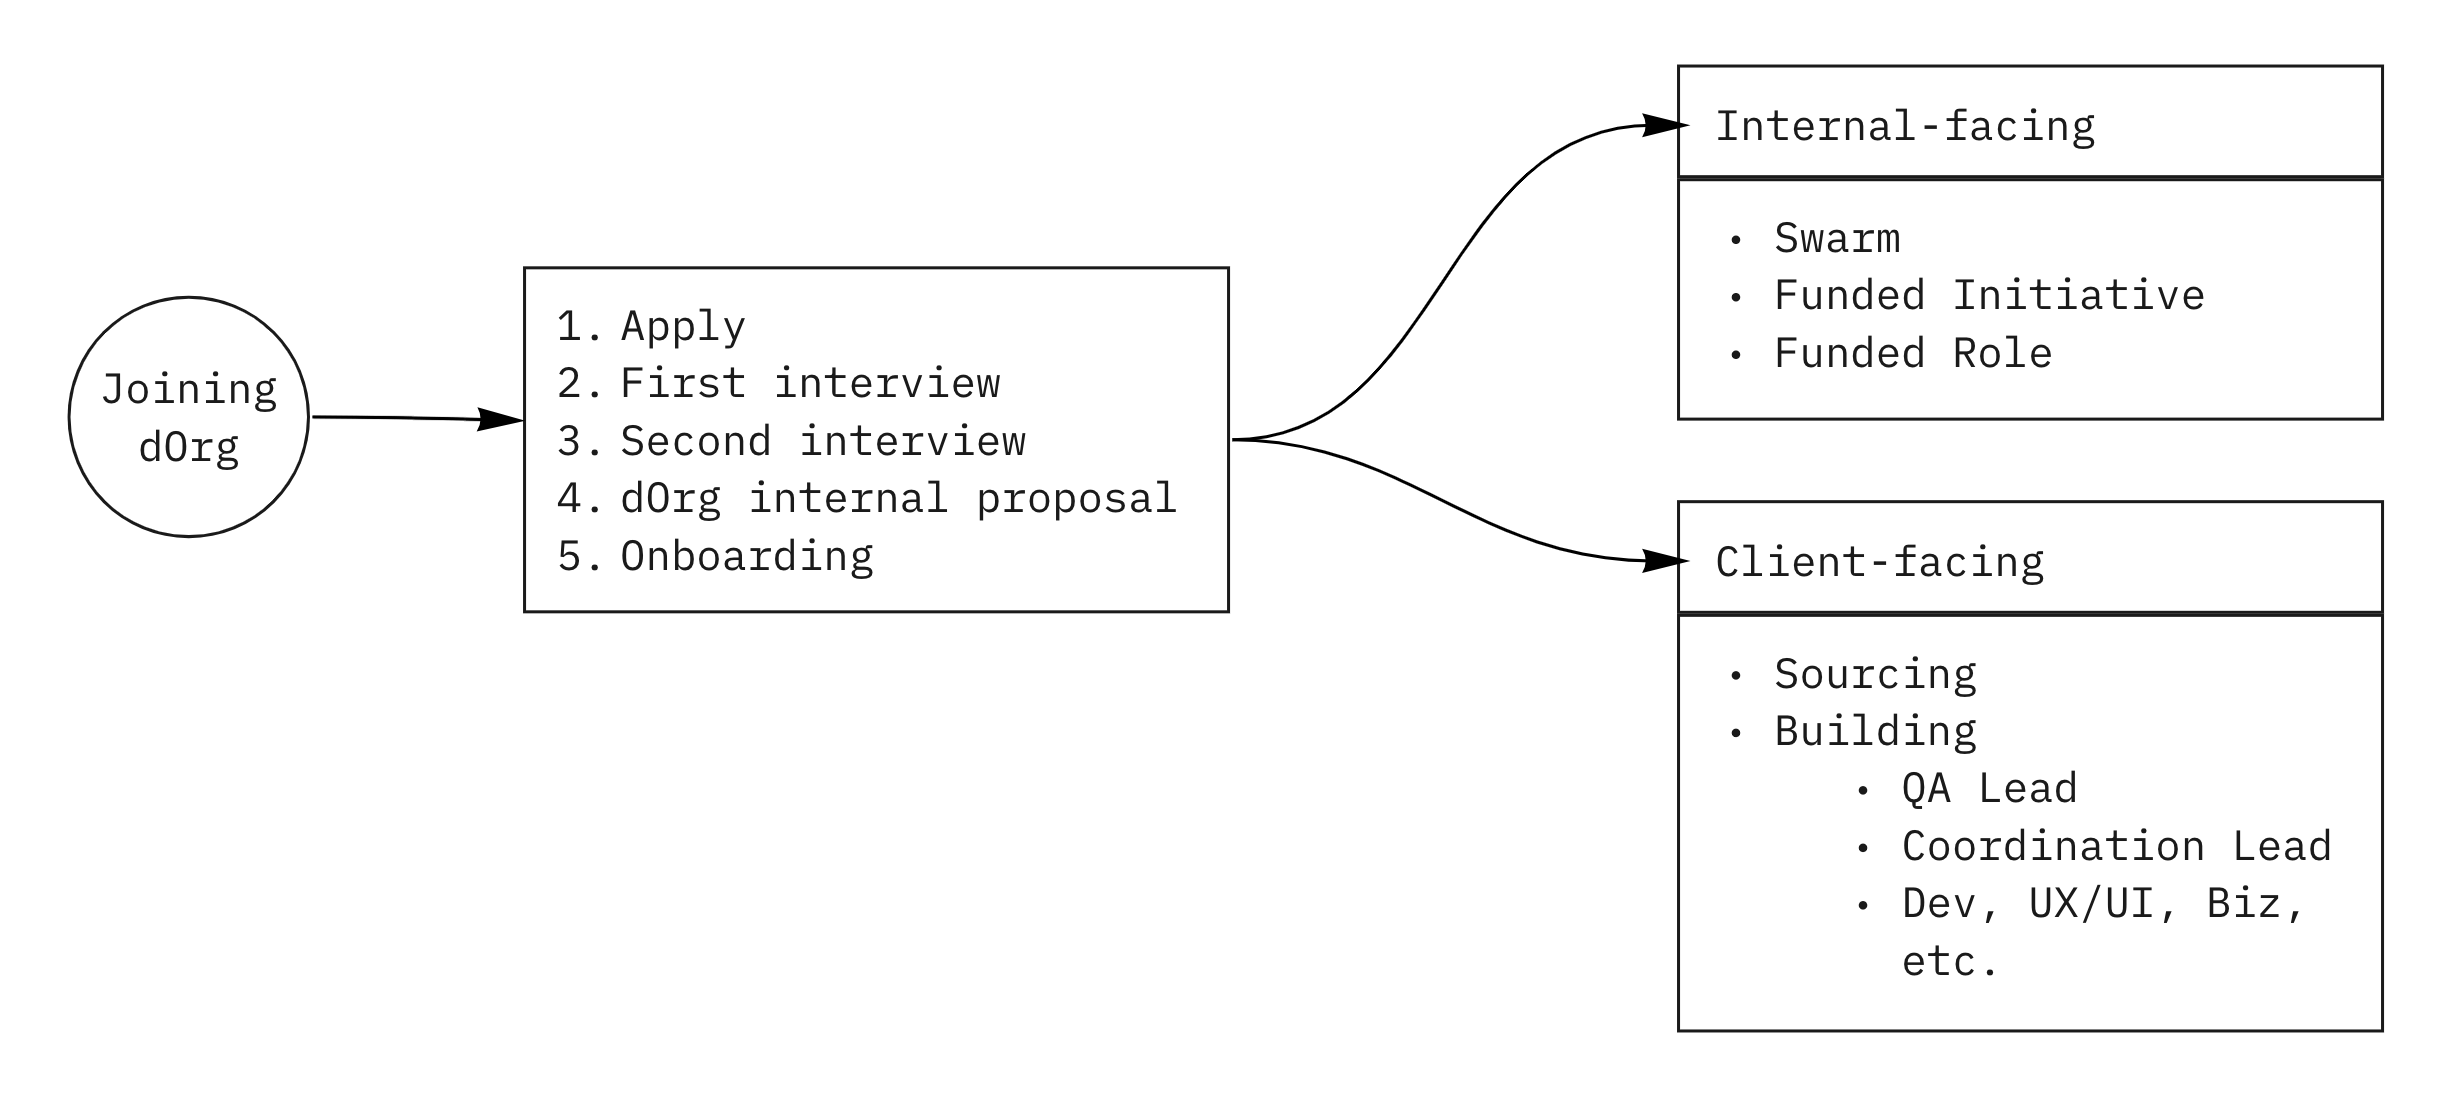 Joining
dOrg
1. Apply
2. First interview
3. Second interview
4. dOrg internal proposal
5. Onboarding
Internal-facing
• Swarm
• Funded Initiative
• Funded Role
Client-facing
• Sourcing
• Building
• QA Lead
• Coordination Lead
• Dev, UX/UI, Biz,
etc.